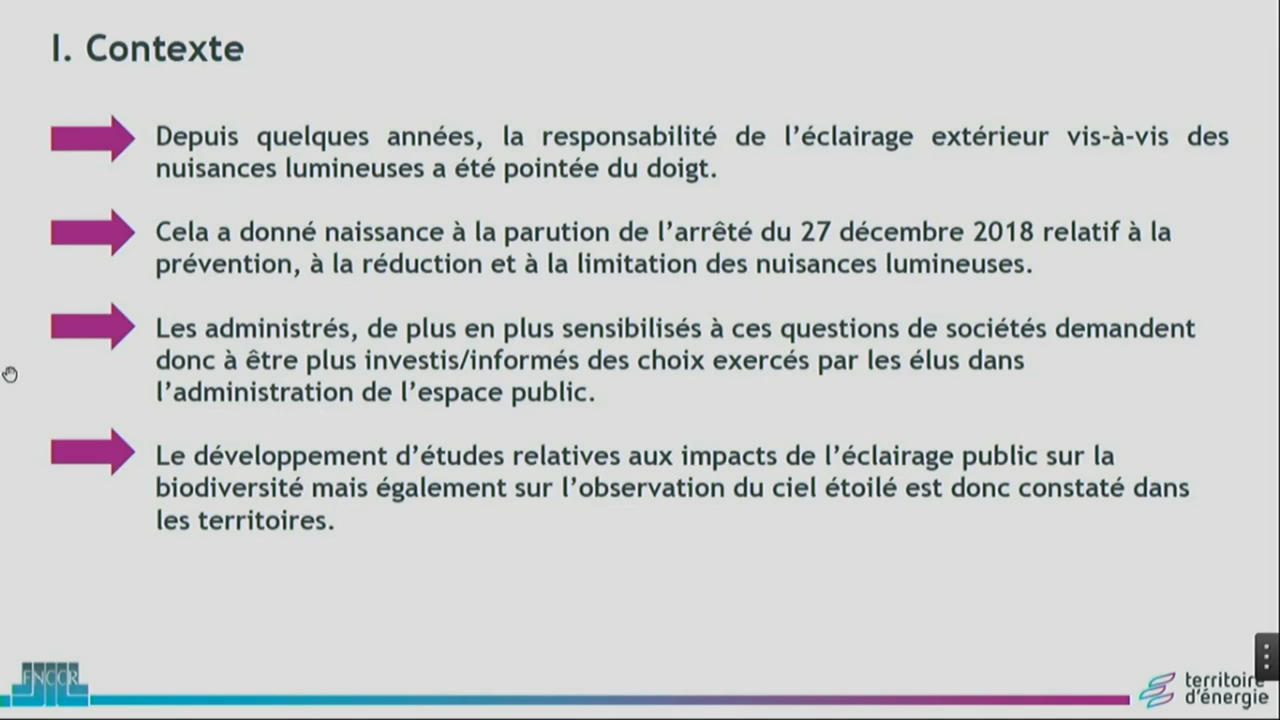 I. Contexte
Depuis quelques années, la responsabilité de l'éclairage extérieur vis-à-vis des
nuisances lumineuses a été pointée du doigt.
Cela a donné naissance à la parution de l'arrêté du 27 décembre 2018 relatif à la
prévention, à la réduction et à la limitation des nuisances lumineuses.
Les administrés, de plus en plus sensibilisés à ces questions de sociétés demandent
donc à être plus investis/informés des choix exercés par les élus dans
l'administration de l'espace public.
Le développement d'études relatives aux impacts de l'éclairage public sur la
biodiversité mais également sur l'observation du ciel étoilé est donc constaté dans
les territoires.
FNCCR
territoire
d'énergie